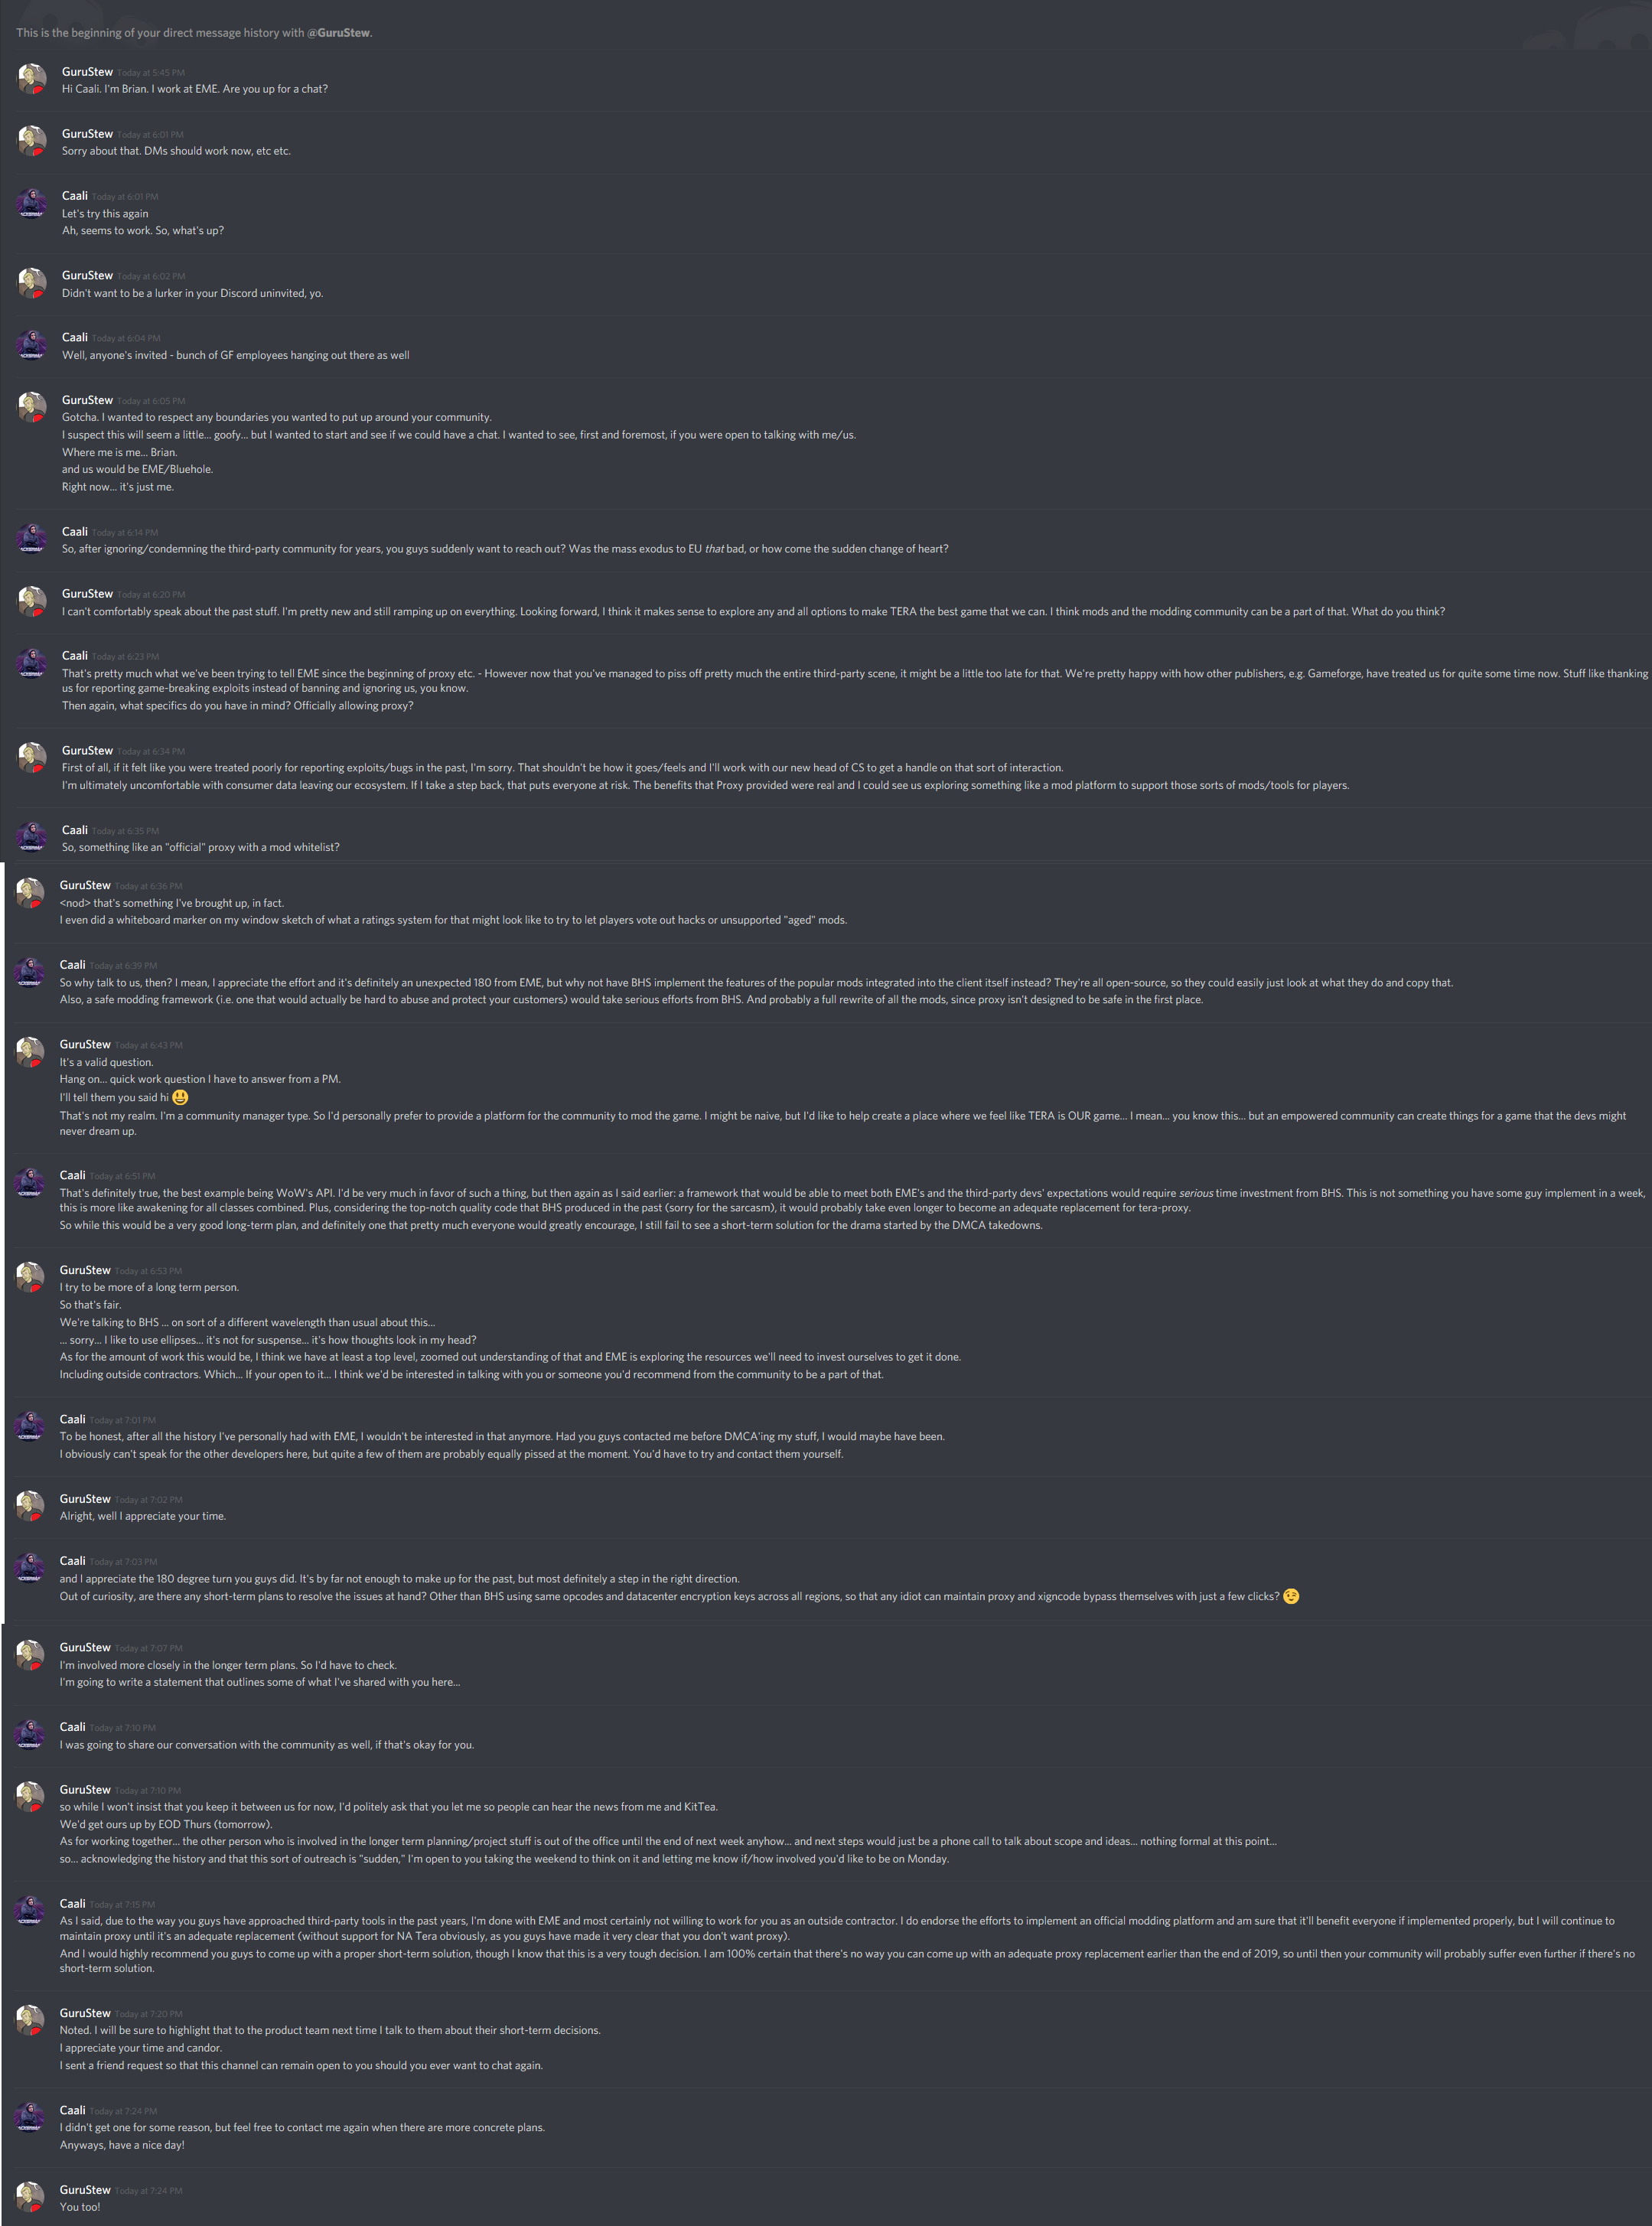 This is the beginning of your direct message history with @GuruStew.
GuruStew Today at 5:45 PM
Hi Caali. I'm Brian. I work at EME. Are you up for a chat?
GuruStew Today at 6:01 PM
Sorry about that. DMs should work now, etc etc.
Caali Today at 6:01 PM
Let's try this again
Ah, seems to work. So, what's up?
GuruStew Today at 6:02 PM
Didn't want to be a lurker in your Discord uninvited, yo.
Caali Today at 6:04 PM
Well, anyone's invited - bunch of GF employees hanging out there as well
GuruStew Today at 6:05 PM
Gotcha. I wanted to respect any boundaries you wanted to put up around your community.
I suspect this will seem a little... goofy... but I wanted to start and see if we could have a chat. I wanted to see, first and foremost, if you were open to talking with me/us.
Where me is me... Brian.
and us would be EME/Bluehole.
Right now... it's just me.
Caali Today at 6:14 PM
So, after ignoring/condemning the third-party community for years, you guys suddenly want to reach out? Was the mass exodus to EU that bad, or how come the sudden change of heart?
GuruStew Today at 6:20 PM
I can't comfortably speak about the past stuff. I'm pretty new and still ramping up on everything. Looking forward, I think it makes sense to explore any and all options to make TERA the best game that we can. I think mods and the modding community can be a part of that. What do you think?
Caali Today at 6:23 PM
That's pretty much what we've been trying to tell EME since the beginning of proxy etc. - However now that you've managed to piss off pretty much the entire third-party scene, it might be a little too late for that. We're pretty happy with how other publishers, e.g. Gameforge, have treated us for quite some time now. Stuff like thanking
us for reporting game-breaking exploits instead of banning and ignoring us, you know.
Then again, what specifics do you have in mind? Officially allowing proxy?
GuruStew Today at 6:34 PM
First of all, if it felt like you were treated poorly for reporting exploits/bugs in the past, I'm sorry. That shouldn't be how it goes/feels and I'll work with our new head of CS to get a handle on that sort of interaction.
I'm ultimately uncomfortable with consumer data leaving our ecosystem. If I take a step back, that puts everyone at risk. The benefits that Proxy provided were real and I could see us exploring something like a mod platform to support those sorts of mods/tools for players.
Caali Today at 6:35 PM
So, something like an "official" proxy with a mod whitelist?
GuruStew Today at 6:36 PM
<nod> that's something I've brought up, in fact.
I even did a whiteboard marker on my window sketch of what a ratings system for that might look like to try to let players vote out hacks or unsupported "aged" mods.
Caali Today at 6:39 PM
So why talk to us, then? I mean, I appreciate the effort and it's definitely an unexpected 180 from EME, but why not have BHS implement the features of the popular mods integrated into the client itself instead? They're all open-source, so they could easily just look at what they do and copy that.
Also, a safe modding framework (i.e. one that would actually be hard to abuse and protect your customers) would take serious efforts from BHS. And probably a full rewrite of all the mods, since proxy isn't designed to be safe in the first place.
GuruStew Today at 6:43 PM
It's a valid question.
Hang on... quick work question I have to answer from a PM.
I'll tell them you said hi 😃
That's not my realm. I'm a community manager type. So I'd personally prefer to provide a platform for the community to mod the game. I might be naive, but I'd like to help create a place where we feel like TERA is OUR game... I mean... you know this... but an empowered community can create things for a game that the devs might
never dream up.
Caali Today at 6:51 PM
That's definitely true, the best example being WoW's API. I'd be very much in favor of such a thing, but then again as I said earlier: a framework that would be able to meet both EME's and the third-party devs' expectations would require serious time investment from BHS. This is not something you have some guy implement in a week,
this is more like awakening for all classes combined. Plus, considering the top-notch quality code that BHS produced in the past (sorry for the sarcasm), it would probably take even longer to become an adequate replacement for tera-proxy.
So while this would be a very good long-term plan, and definitely one that pretty much everyone would greatly encourage, I still fail to see a short-term solution for the drama started by the DMCA takedowns.
GuruStew Today at 6:53 PM
I try to be more of a long term person.
So that's fair.
We're talking to BHS ... on sort of a different wavelength than usual about this...
... sorry... I like to use ellipses... it's not for suspense... it's how thoughts look in my head?
As for the amount of work this would be, I think we have at least a top level, zoomed out understanding of that and EME is exploring the resources we'll need to invest ourselves to get it done.
Including outside contractors. Which... If your open to it... I think we'd be interested in talking with you or someone you'd recommend from the community to be a part of that.
Caali Today at 7:01 PM
To be honest, after all the history I've personally had with EME, I wouldn't be interested in that anymore. Had you guys contacted me before DMCA'ing my stuff, I would maybe have been.
I obviously can't speak for the other developers here, but quite a few of them are probably equally pissed at the moment. You'd have to try and contact them yourself.
GuruStew Today at 7:02 PM
Alright, well I appreciate your time.
Caali Today at 7:03 PM
and I appreciate the 180 degree turn you guys did. It's by far not enough to make up for the past, but most definitely a step in the right direction.
Out of curiosity, are there any short-term plans to resolve the issues at hand? Other than BHS using same opcodes and datacenter encryption keys across all regions, so that any idiot can maintain proxy and xigncode bypass themselves with just a few clicks? 😉
GuruStew Today at 7:07 PM
I'm involved more closely in the longer term plans. So I'd have to check.
I'm going to write a statement that outlines some of what I've shared with you here...
Caali Today at 7:10 PM
I was going to share our conversation with the community as well, if that's okay for you.
GuruStew Today at 7:10 PM
so while I won't insist that you keep it between us for now, I'd politely ask that you let me so people can hear the news from me and KitTea.
We'd get ours up by EOD Thurs (tomorrow).
As for working together... the other person who is involved in the longer term planning/project stuff is out of the office until the end of next week anyhow... and next steps would just be a phone call to talk about scope and ideas... nothing formal at this point...
so... acknowledging the history and that this sort of outreach is "sudden," I'm open to you taking the weekend to think on it and letting me know if/how involved you'd like to be on Monday.
Caali Today at 7:15 PM
As I said, due to the way you guys have approached third-party tools in the past years, I'm done with EME and most certainly not willing to work for you as an outside contractor. I do endorse the efforts to implement an official modding platform and am sure that it'll benefit everyone if implemented properly, but I will continue to
maintain proxy until it's an adequate replacement (without support for NA Tera obviously, as you guys have made it very clear that you don't want proxy).
And I would highly recommend you guys to come up with a proper short-term solution, though I know that this is a very tough decision. I am 100% certain that there's no way you can come up with an adequate proxy replacement earlier than the end of 2019, so until then your community will probably suffer even further if there's no
short-term solution.
GuruStew Today at 7:20 PM
Noted. I will be sure to highlight that to the product team next time I talk to them about their short-term decisions.
I appreciate your time and candor.
I sent a friend request so that this channel can remain open to you should you ever want to chat again.
Caali Today at 7:24 PM
I didn't get one for some reason, but feel free to contact me again when there are more concrete plans.
Anyways, have a nice day!
GuruStew Today at 7:24 PM
You too!